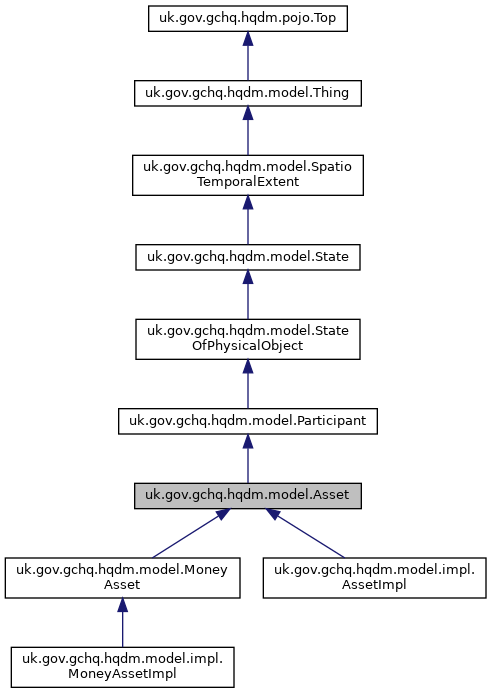 uk.gov.gchq.hqdm.pojo.Top
uk.gov.gchq.hqdm.model.Thing
uk.gov.gchq.hqdm.model.Spatio
TemporalExtent
uk.gov.gchq.hqdm.model.State
uk.gov.gchq.hqdm.model.State
OfPhysicalObject
uk.gov.gchq.hqdm.model.Participant
uk.gov.gchq.hqdm.model.Asset
uk.gov.gchq.hqdm.model.Money
Asset
uk.gov.gchq.hqdm.model.impl.
AssetImpl
uk.gov.gchq.hqdm.model.impl.
MoneyAssetImpl